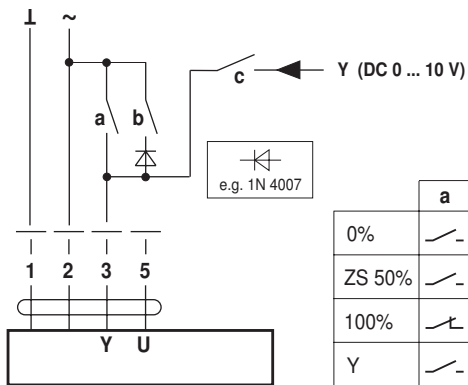 ⊥ ~
a b
c
Y (DC 0 ... 10 V)
e.g. 1N 4007
1 2 3 5
Y U
a
0%
ZS 50%
100%
Y